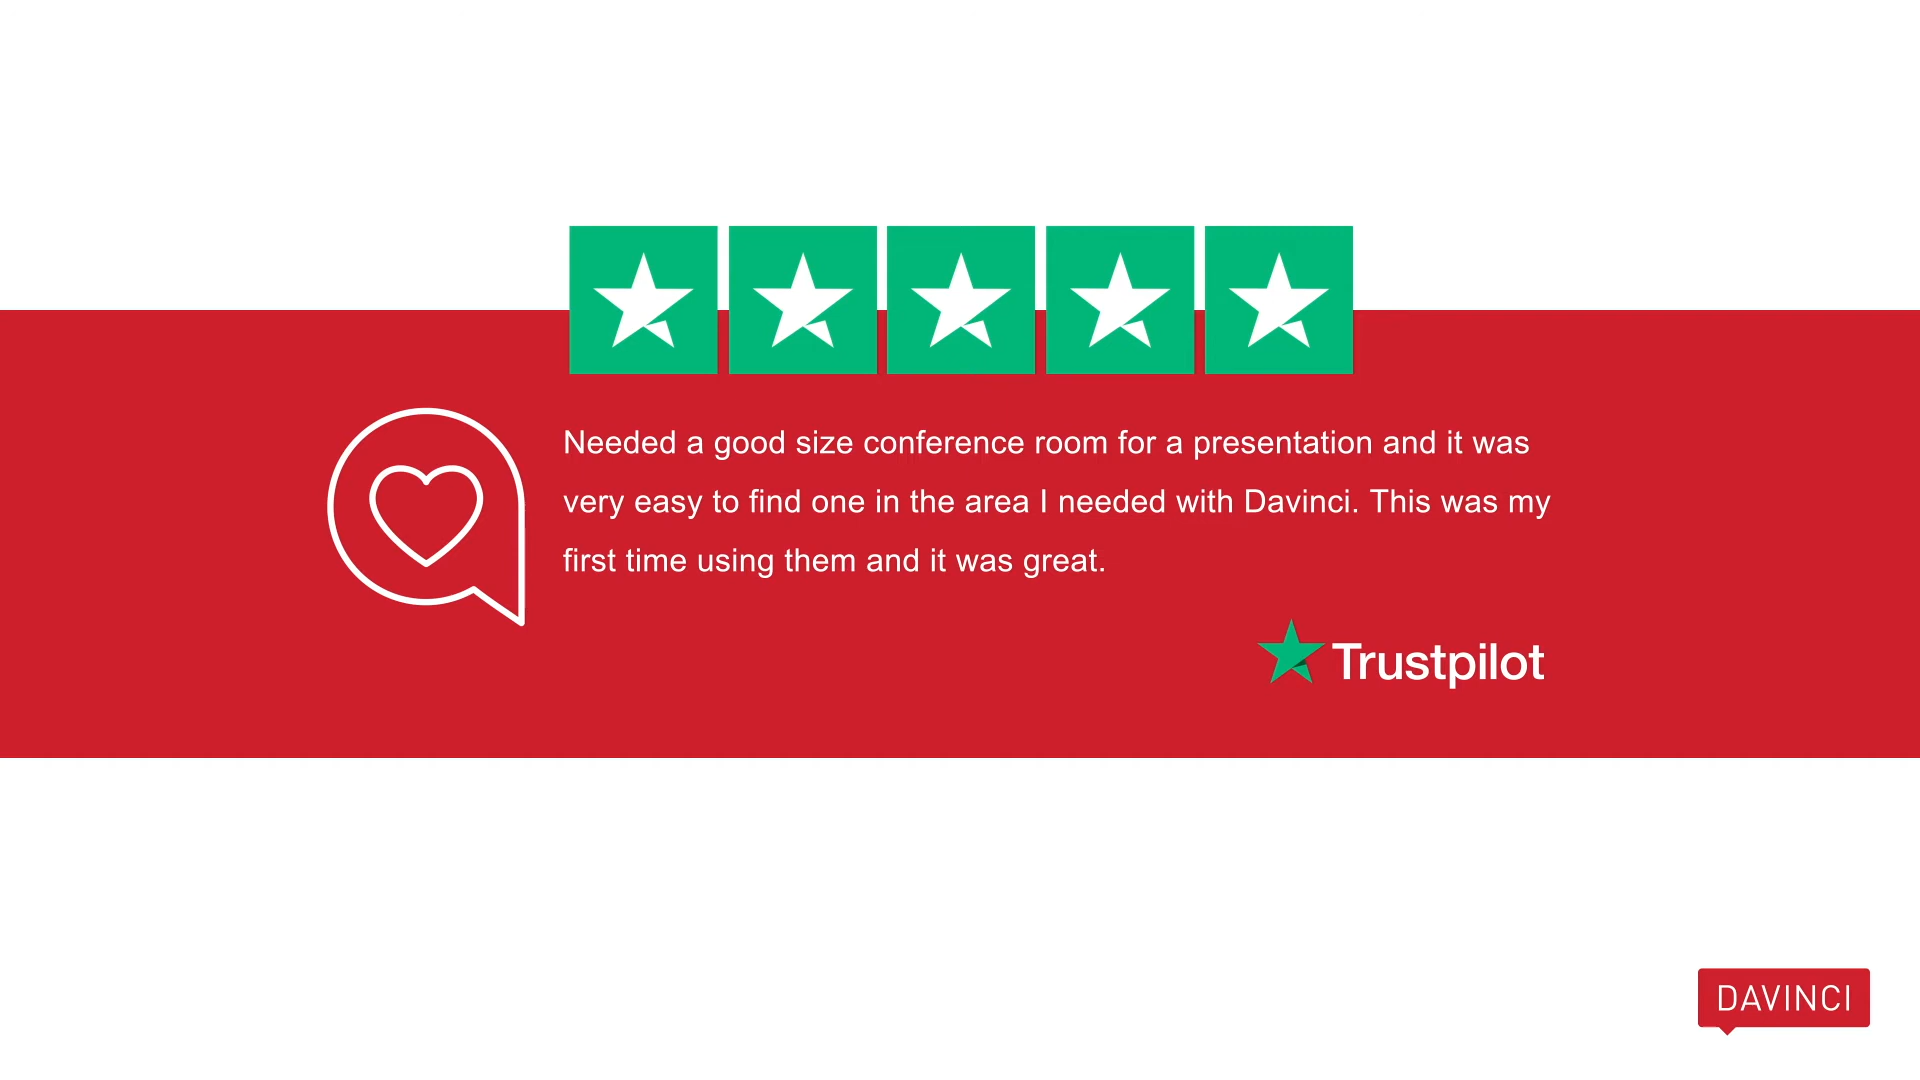 Needed a good size conference room for a presentation and it was
very easy to find one in the area I needed with Davinci. This was my
first time using them and it was great.
Trustpilot
DAVINCI